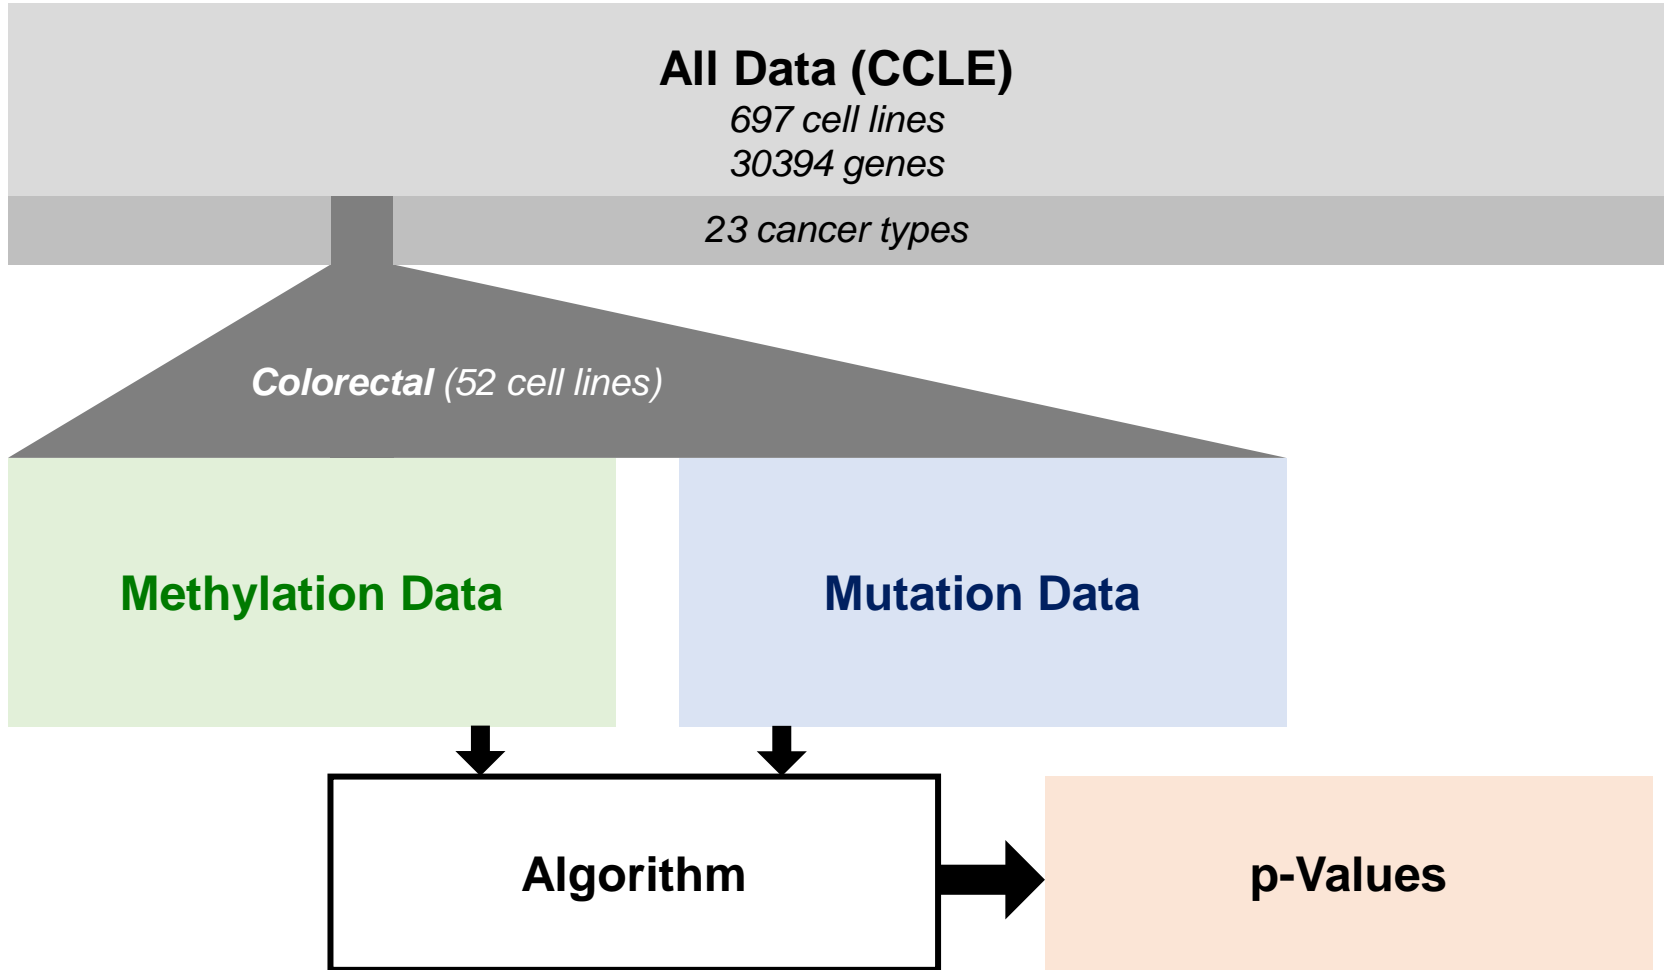 All Data (CCLE)
697 cell lines
30394 genes
23 cancer types
Colorectal (52 cell lines)
Methylation Data
Mutation Data
Algorithm
p-Values